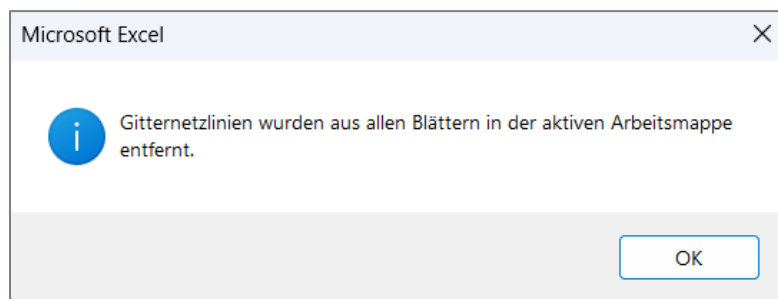 Microsoft Excel
Gitternetzlinien wurden aus allen Blättern in der aktiven Arbeitsmappe
entfernt.
OK